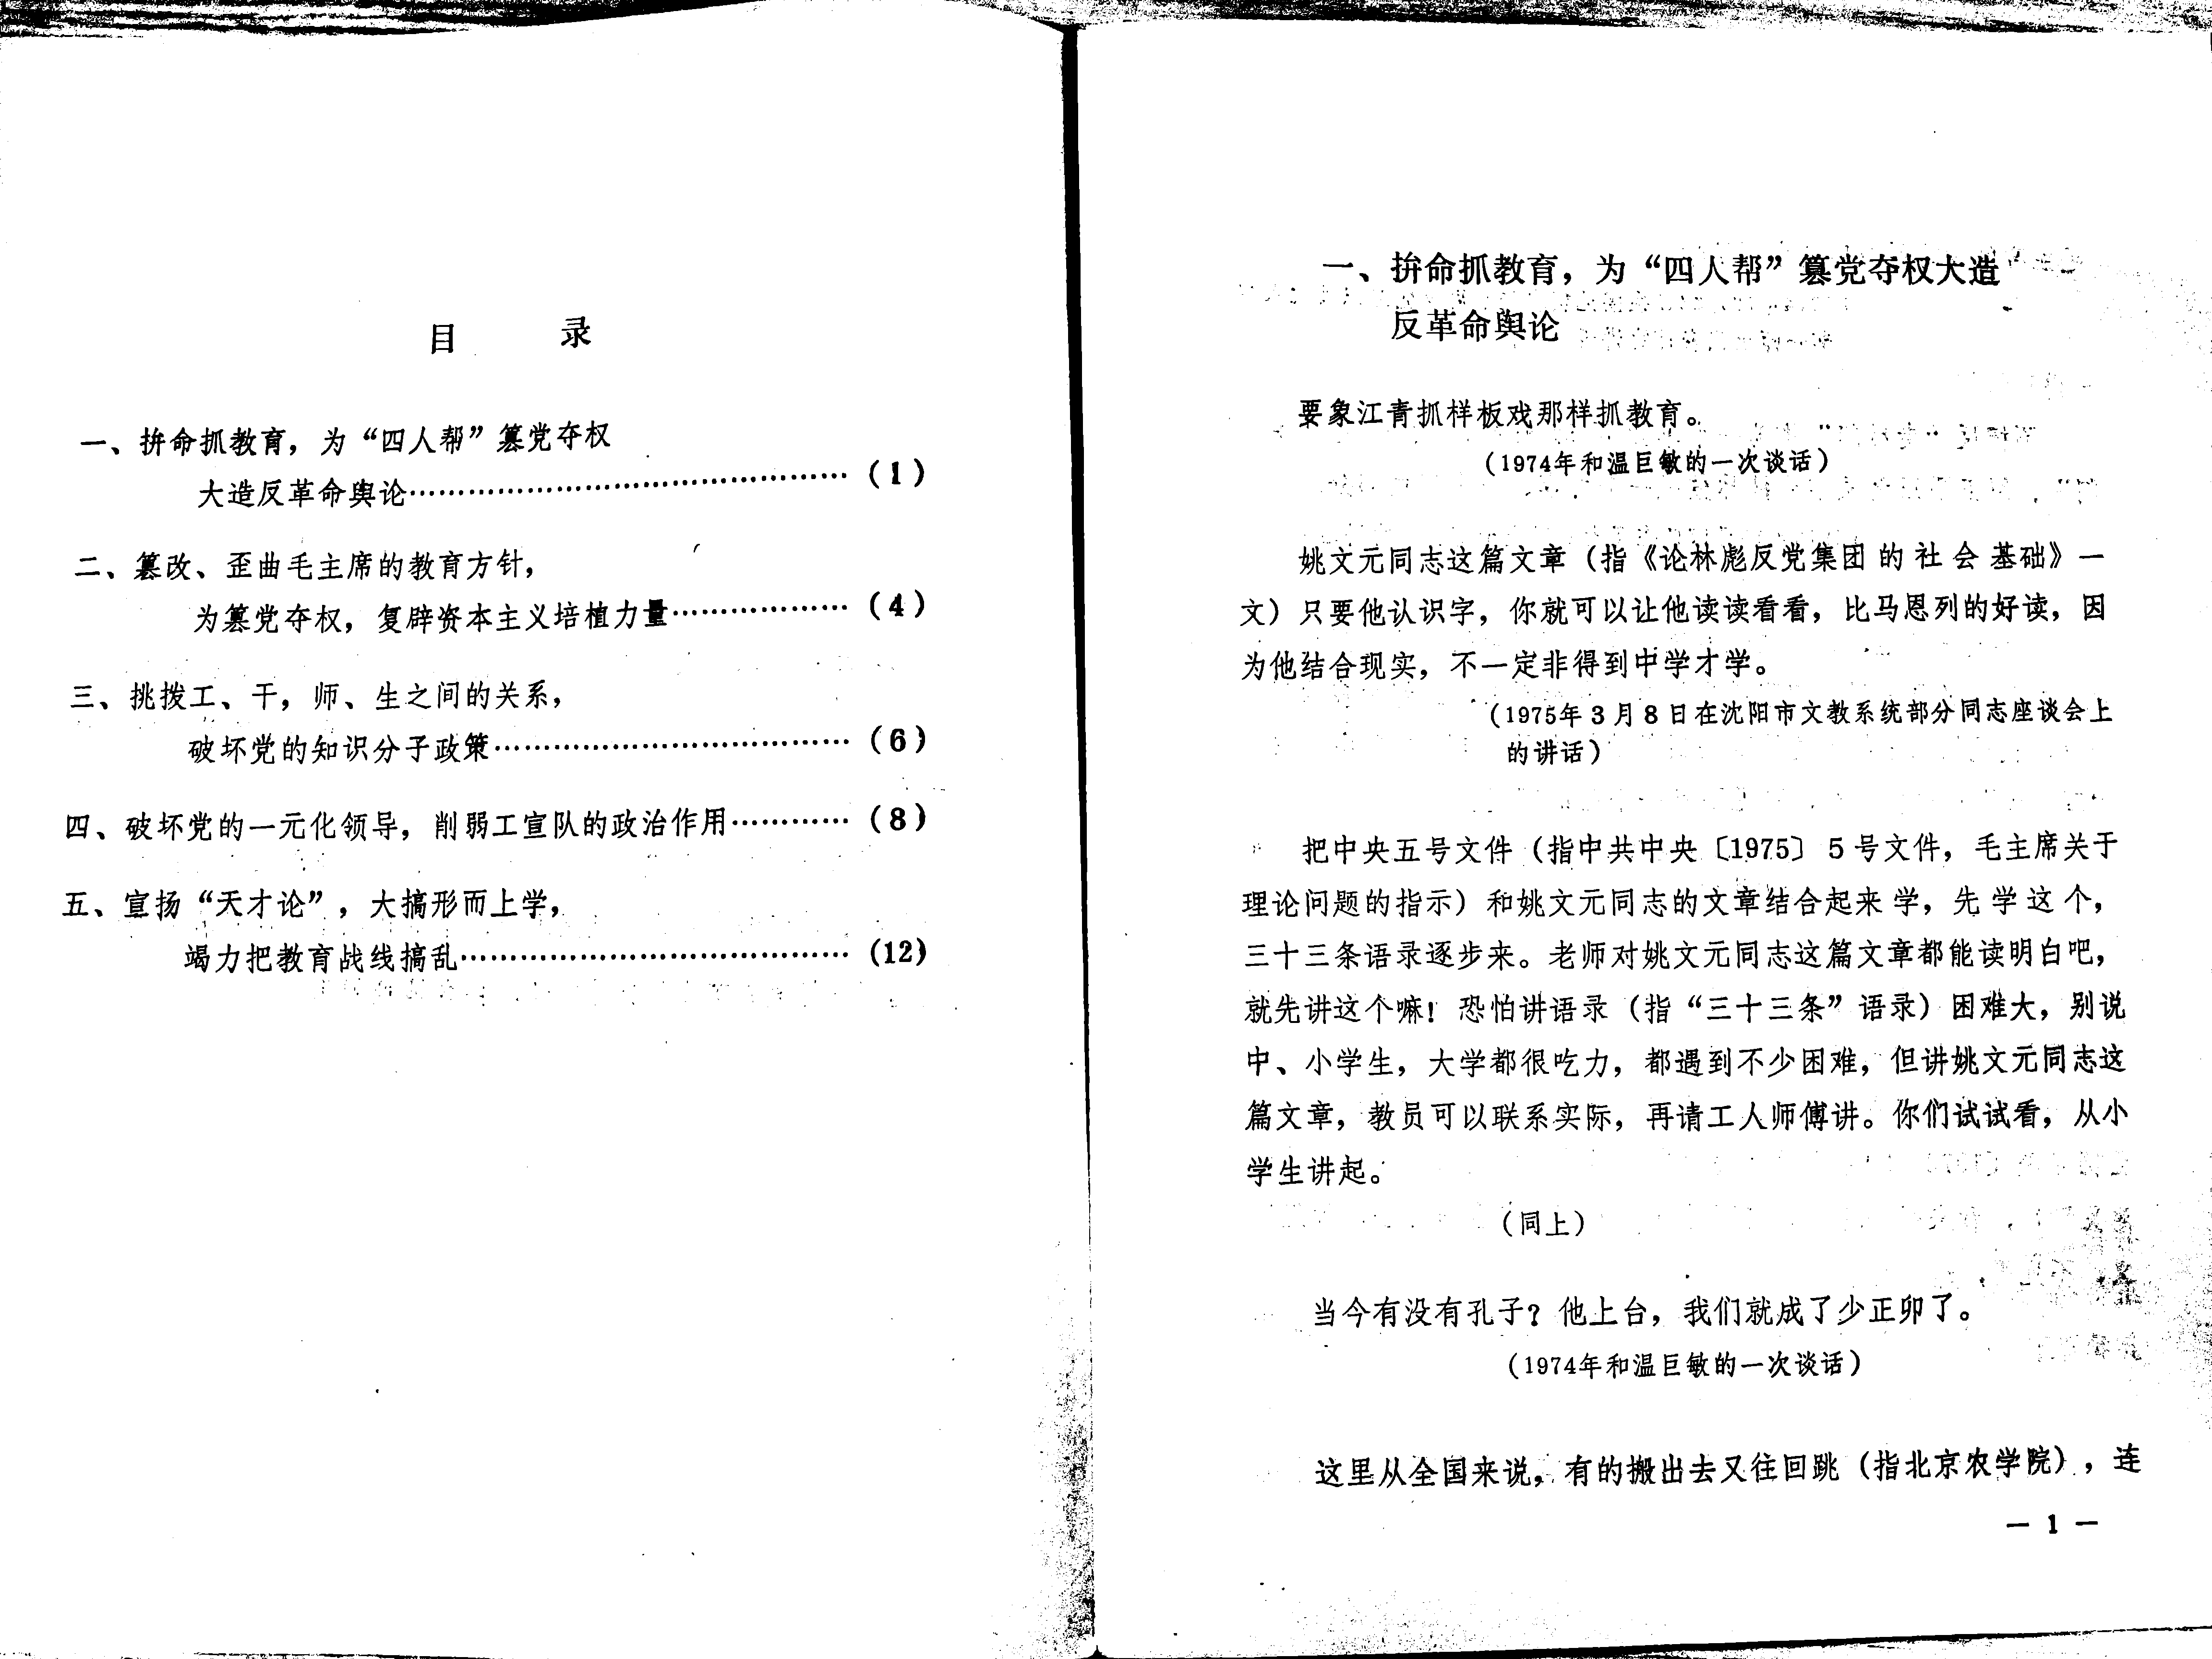 目 录
一、拚命抓教育，为“四人帮”篡党夺权
大造反革命舆论…………………………………………（1）
二、篡改、歪曲毛主席的教育方针，
为篡党夺权，复辟资本主义培植力量………………（4）
三、挑拨工、干，师、生之间的关系，
破坏党的知识分子政策…………………………………（6）
四、破坏党的一元化领导，削弱工宣队的政治作用…………（8）
五、宣扬“天才论”，大搞形而上学，
竭力把教育战线搞乱……………………………………（12）
一、拚命抓教育，为“四人帮”篡党夺权大造
反革命舆论
要象江青抓样板戏那样抓教育。
（1974年和温巨敏的一次谈话）
姚文元同志这篇文章（指《论林彪反党集团的社会基础》一
文）只要他认识字，你就可以让他读读看看，比马恩列的好读，因
为他结合现实，不一定非得到中学才学。
（1975年3月8日在沈阳市文教系统部分同志座谈会上
的讲话）
把中央五号文件（指中共中央〔1975〕5号文件，毛主席关于
理论问题的指示）和姚文元同志的文章结合起来学，先学这个，
三十三条语录逐步来。老师对姚文元同志这篇文章都能读明白吧，
就先讲这个嘛！恐怕讲语录（指“三十三条”语录）困难大，别说
中、小学生，大学都很吃力，都遇到不少困难，但讲姚文元同志这
篇文章，教员可以联系实际，再请工人师傅讲。你们试试看，从小
学生讲起。
（同上）
当今有没有孔子？他上台，我们就成了少正卯了。
（1974年和温巨敏的一次谈话）
这里从全国来说，有的搬出去又往回跳（指北京农学院），连
— 1 —